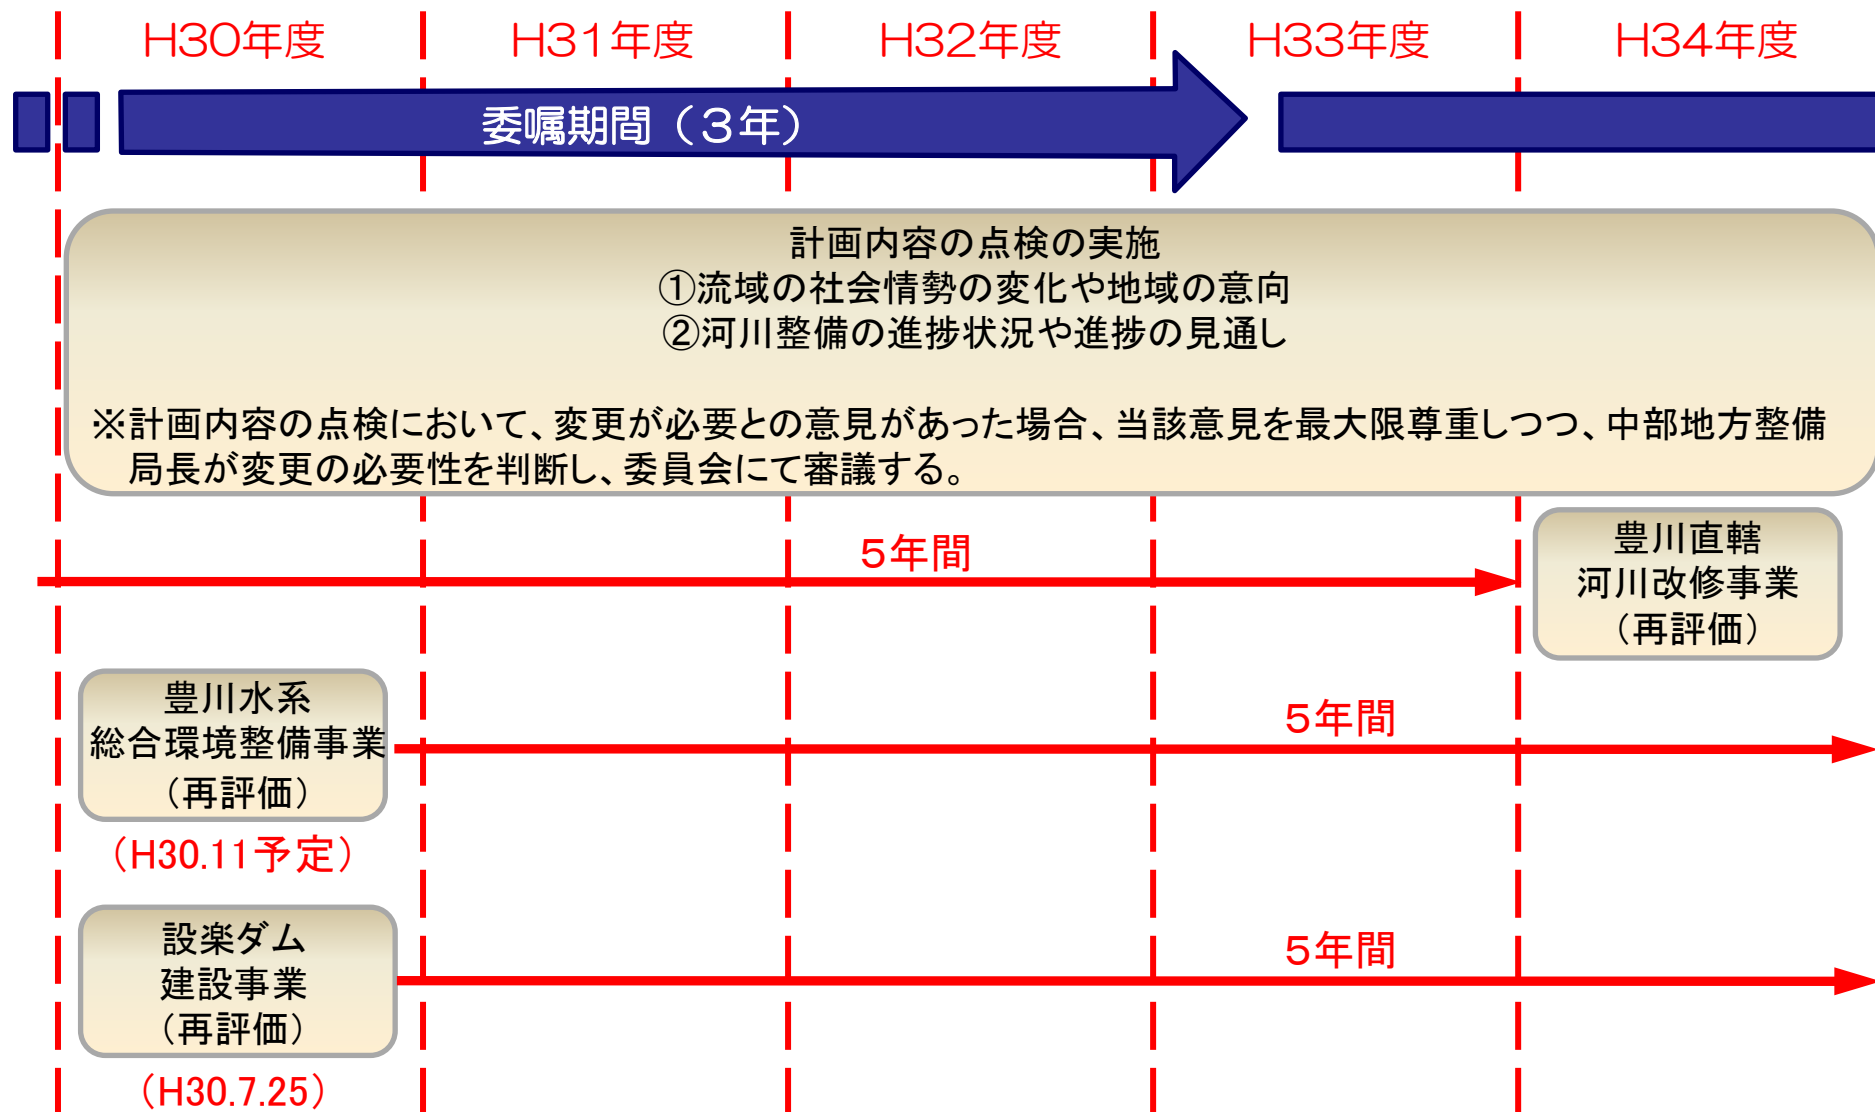 H30年度
H31年度
H32年度
H33年度
H34年度
委嘱期間（３年）
計画内容の点検の実施
①流域の社会情勢の変化や地域の意向
②河川整備の進捗状況や進捗の見通し
※計画内容の点検において、変更が必要との意見があった場合、当該意見を最大限尊重しつつ、中部地方整備
局長が変更の必要性を判断し、委員会にて審議する。
５年間
豊川直轄
河川改修事業
（再評価）
豊川水系
総合環境整備事業
（再評価）
（H30.11予定）
５年間
設楽ダム
建設事業
（再評価）
（H30.7.25）
５年間